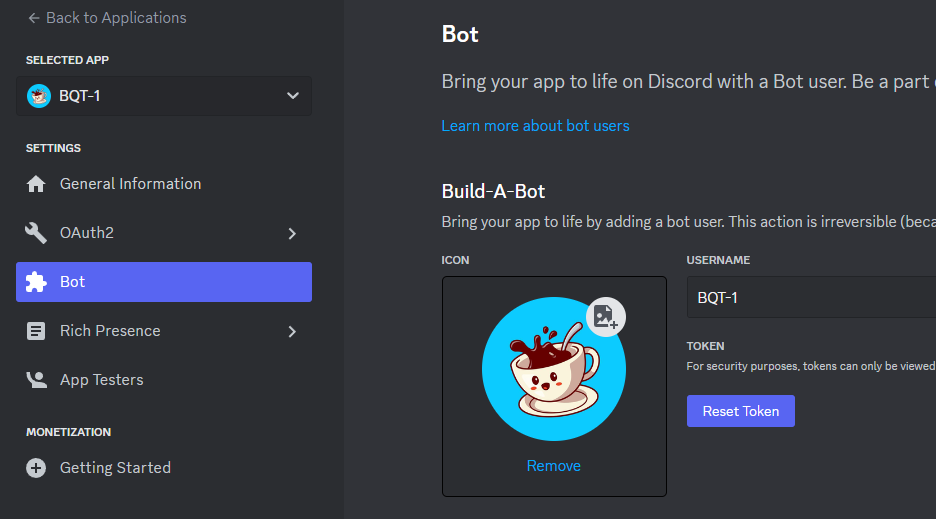 Back to Applications
SELECTED APP
BQT-1
SETTINGS
General Information
OAuth2
Bot
Rich Presence
App Testers
MONETIZATION
Getting Started
Bot
Bring your app to life on Discord with a Bot user. Be a part
Learn more about bot users
Build-A-Bot
Bring your app to life by adding a bot user. This action is irreversible (beca
ICON
Remove
USERNAME
BQT-1
TOKEN
For security purposes, tokens can only be viewed
Reset Token